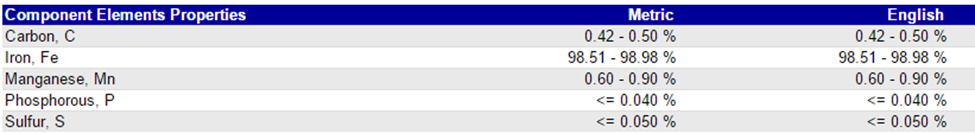 Component Elements Properties Metric English
Carbon, C 0.42 - 0.50 % 0.42 - 0.50 %
Iron, Fe 98.51 - 98.98 % 98.51 - 98.98 %
Manganese, Mn 0.60 - 0.90 % 0.60 - 0.90 %
Phosphorous, P <= 0.040 % <= 0.040 %
Sulfur, S <= 0.050 % <= 0.050 %